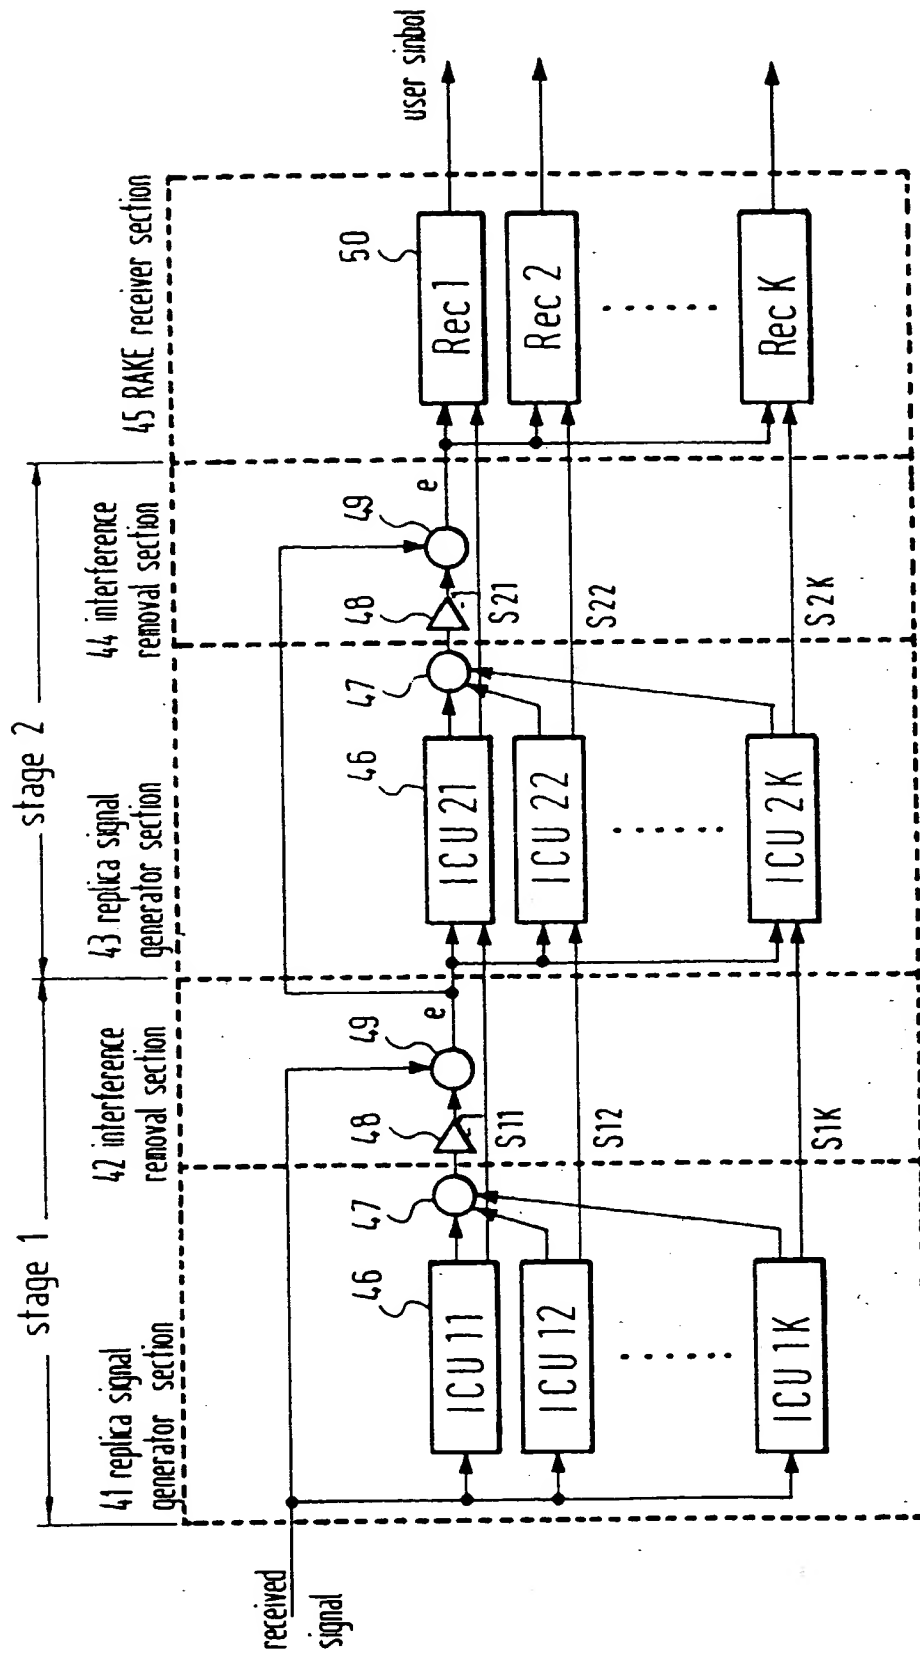 stage 1
stage 2
41 replica signal
generator section
42 interference
removal section
43 replica signal
generator section
44 interference
removal section
45 RAKE receiver section
received
signal
46
47
48
49
e
46
47
48
49
e
50
ICU 11
S11
ICU 21
S21
Rec 1
user sinbol
ICU 12
S12
ICU 22
S22
Rec 2
ICU 1K
S1K
ICU 2K
S2K
Rec K